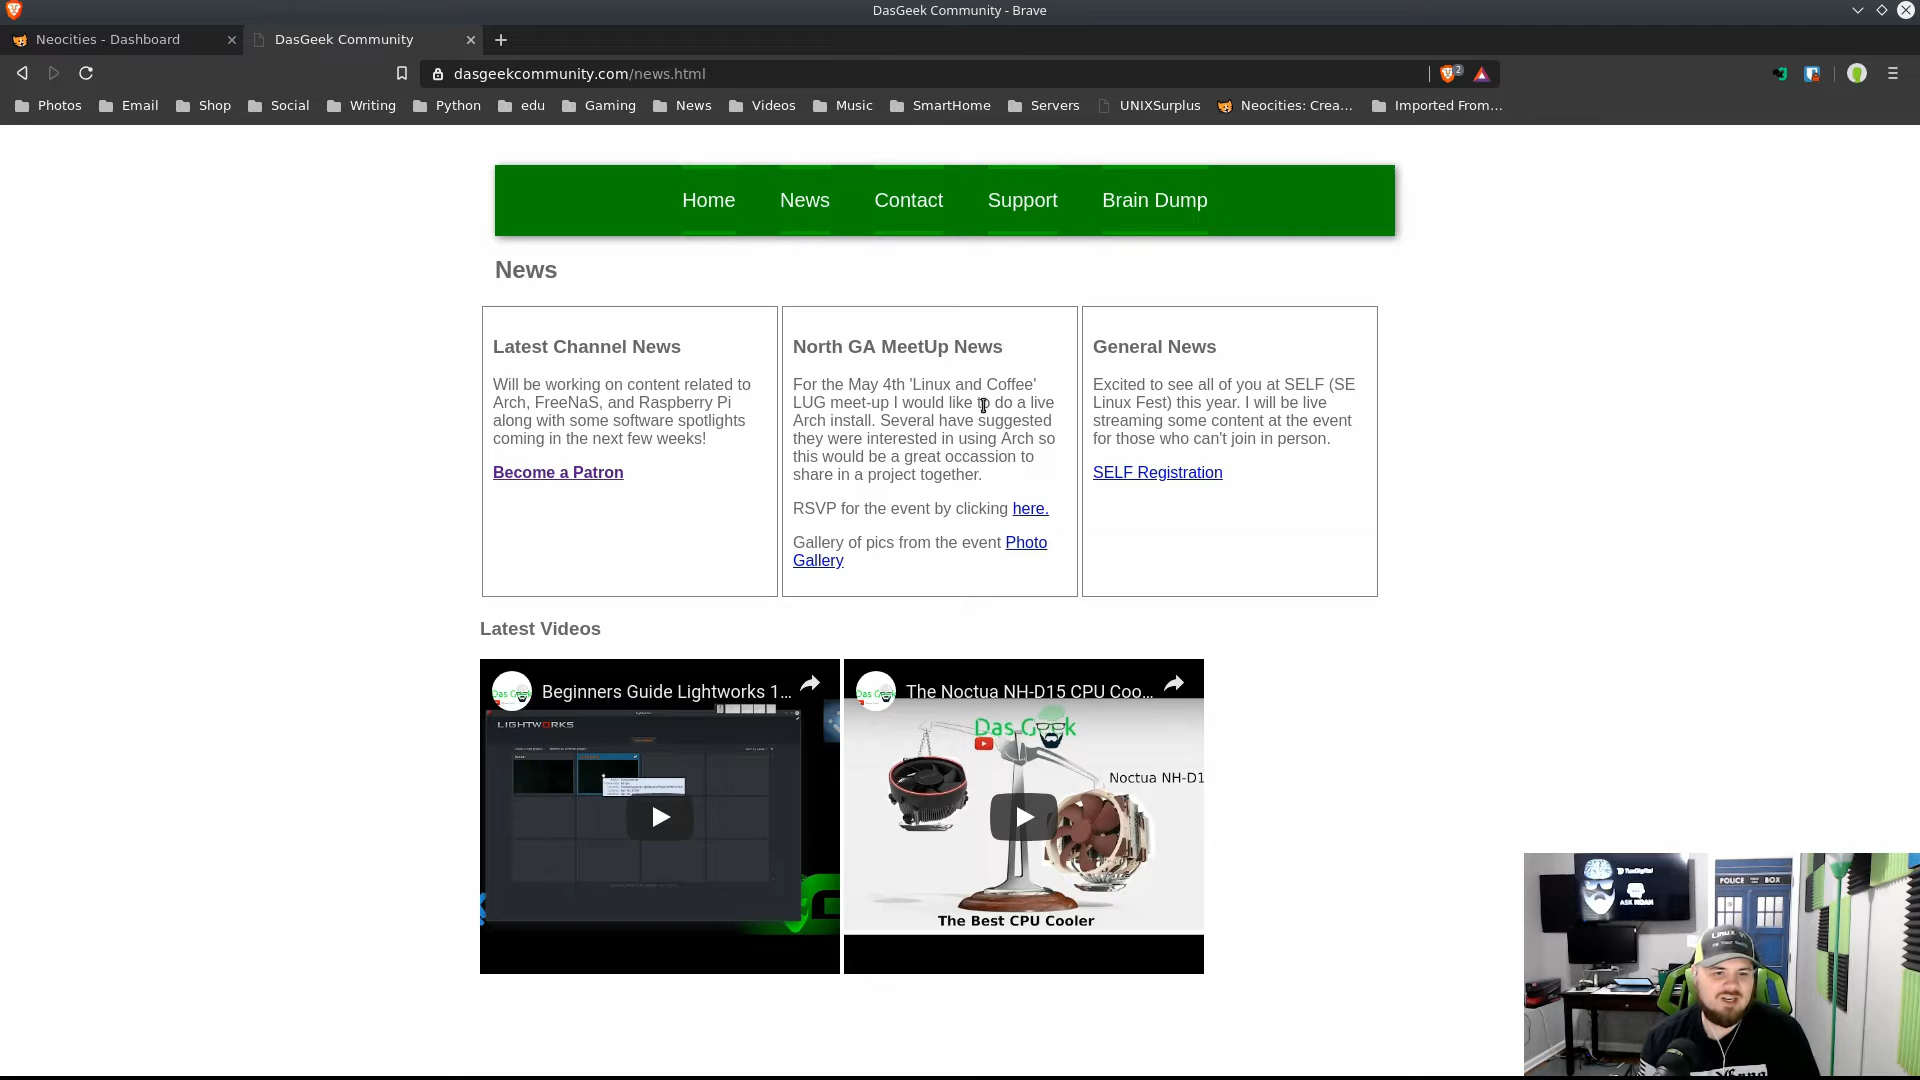 DasGeek Community - Brave
Neocities - Dashboard
DasGeek Community
dasgeekcommunity.com/news.html
2
Photos Email Shop Social Writing Python edu Gaming News Videos Music SmartHome Servers UNIXSurplus Neocities: Crea... Imported From...
Home News Contact Support Brain Dump
News
Latest Channel News
Will be working on content related to
Arch, FreeNaS, and Raspberry Pi
along with some software spotlights
coming in the next few weeks!
Become a Patron
North GA MeetUp News
For the May 4th 'Linux and Coffee'
LUG meet-up I would like to do a live
Arch install. Several have suggested
they were interested in using Arch so
this would be a great occassion to
share in a project together.
RSVP for the event by clicking here.
Gallery of pics from the event Photo
Gallery
General News
Excited to see all of you at SELF (SE
Linux Fest) this year. I will be live
streaming some content at the event
for those who can't join in person.
SELF Registration
Latest Videos
Das Geek
Beginners Guide Lightworks 1...
LIGHTWORKS
Das Geek
The Noctua NH-D15 CPU Coo...
Das Geek
Noctua NH-D1
The Best CPU Cooler
TuxDigital
ASK NOAH
POLICE BOX